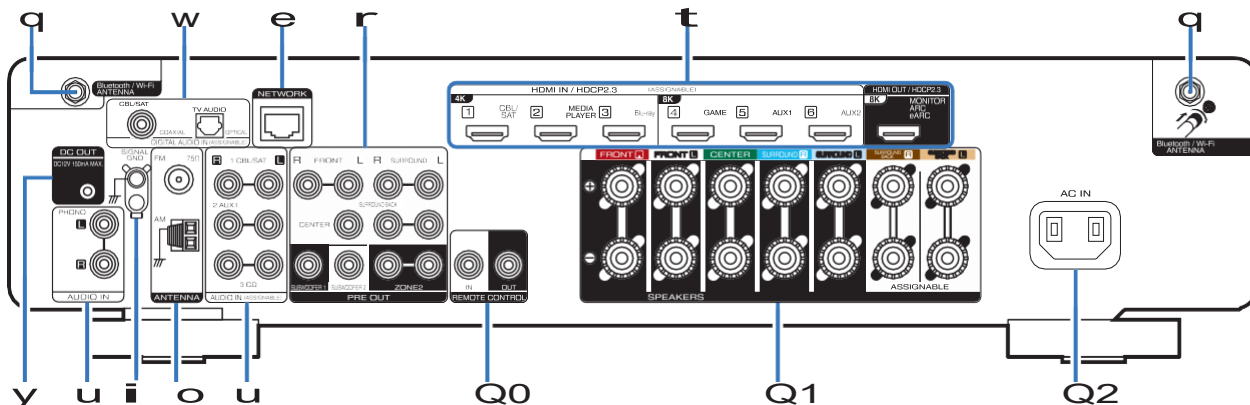 q w e r t q
Bluetooth / Wi-Fi
ANTENNA
CBL/SAT
TV AUDIO
COAXIAL
OPTICAL
DIGITAL AUDIO IN (ASSIGNABLE)
NETWORK
HDMI IN / HDCP2.3 (ASSIGNABLE)
4K
8K
1 CBL/
SAT
2 MEDIA
PLAYER
3 Blu-ray
4 GAME
5 AUX1
6 AUX2
HDMI OUT / HDCP2.3
8K MONITOR
ARC
eARC
Bluetooth / Wi-Fi
ANTENNA
DC OUT
DC12V 150mA MAX.
SIGNAL
GND
FM 75Ω
AM
ANTENNA
PHONO
L
R
AUDIO IN
R 1 CBL/SAT L
2 AUX1
3 CD
AUDIO IN (ASSIGNABLE)
R FRONT L R SURROUND L
SURROUND BACK
CENTER
SUBWOOFER 1 SUBWOOFER 2 ZONE2
PRE OUT
IN OUT
REMOTE CONTROL
FRONT R FRONT L CENTER SURROUND R SURROUND L SURROUND
BACK R L
SPEAKERS
ASSIGNABLE
AC IN
y u i o u Q0 Q1 Q2